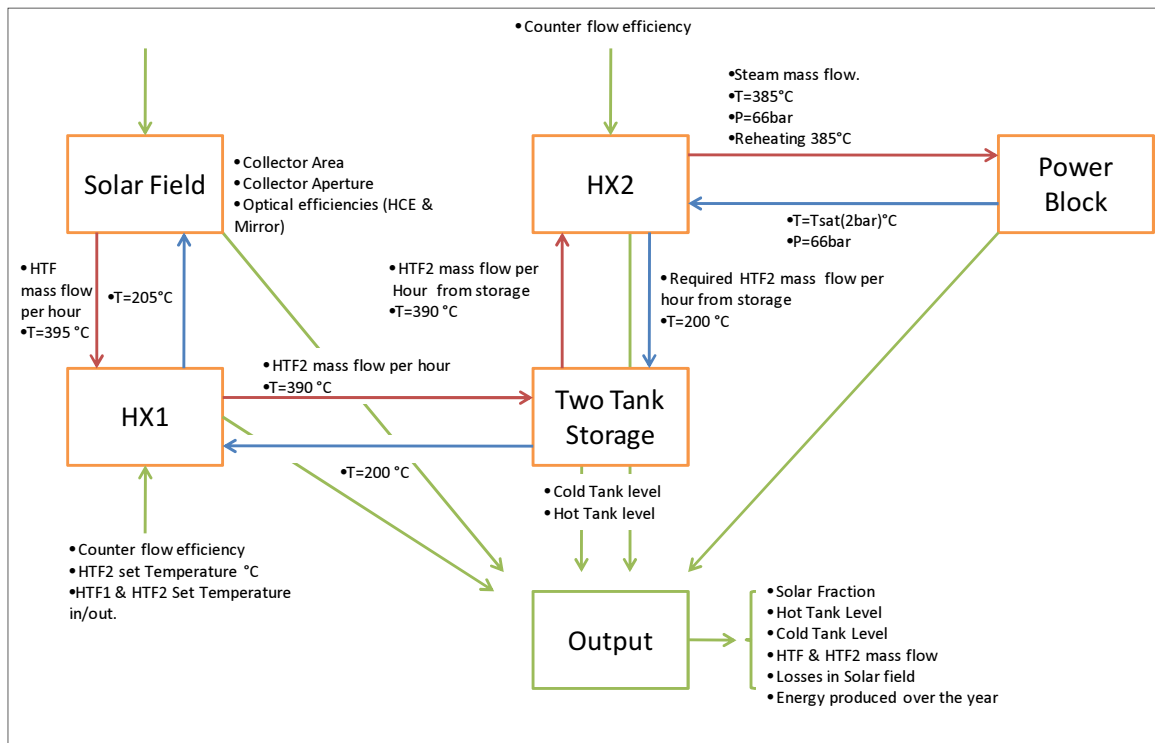 •Counter flow efficiency
•Steam mass flow.
•T=385°C
•P=66bar
•Reheating 385°C
Solar Field
•Collector Area
•Collector Aperture
•Optical efficiencies (HCE &
Mirror)
HX2
Power
Block
•T=Tsat(2bar)°C
•P=66bar
•HTF
mass flow
per hour
•T=395 °C
•T=205°C
•HTF2 mass flow per
Hour from storage
•T=390 °C
•Required HTF2 mass flow per
hour from storage
•T=200 °C
HX1
•HTF2 mass flow per hour
•T=390 °C
Two Tank
Storage
•T=200 °C
•Cold Tank level
•Hot Tank level
•Counter flow efficiency
•HTF2 set Temperature °C
•HTF1 & HTF2 Set Temperature
in/out.
Output
•Solar Fraction
•Hot Tank Level
•Cold Tank Level
•HTF & HTF2 mass flow
•Losses in Solar field
•Energy produced over the year